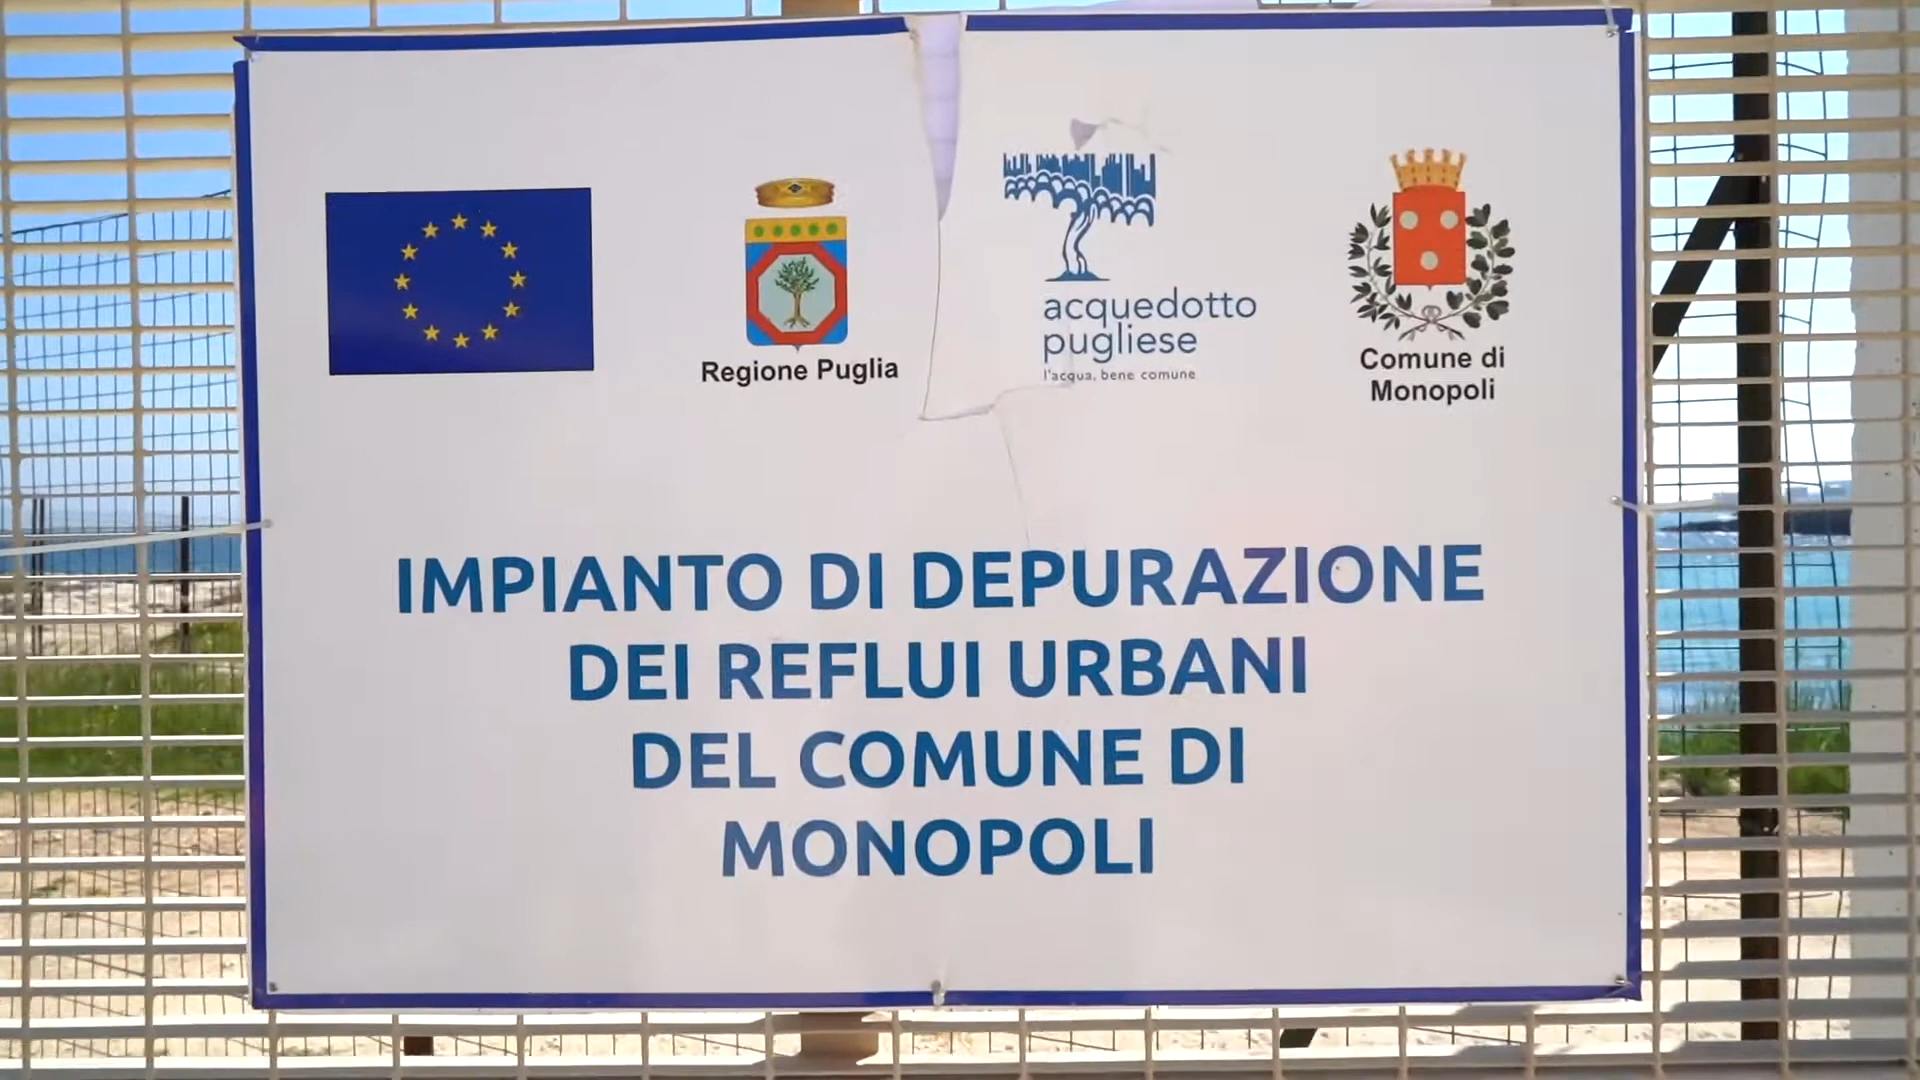 Regione Puglia
acquedotto
pugliese
l'acqua, bene comune
Comune di
Monopoli
IMPIANTO DI DEPURAZIONE
DEI REFLUI URBANI
DEL COMUNE DI
MONOPOLI